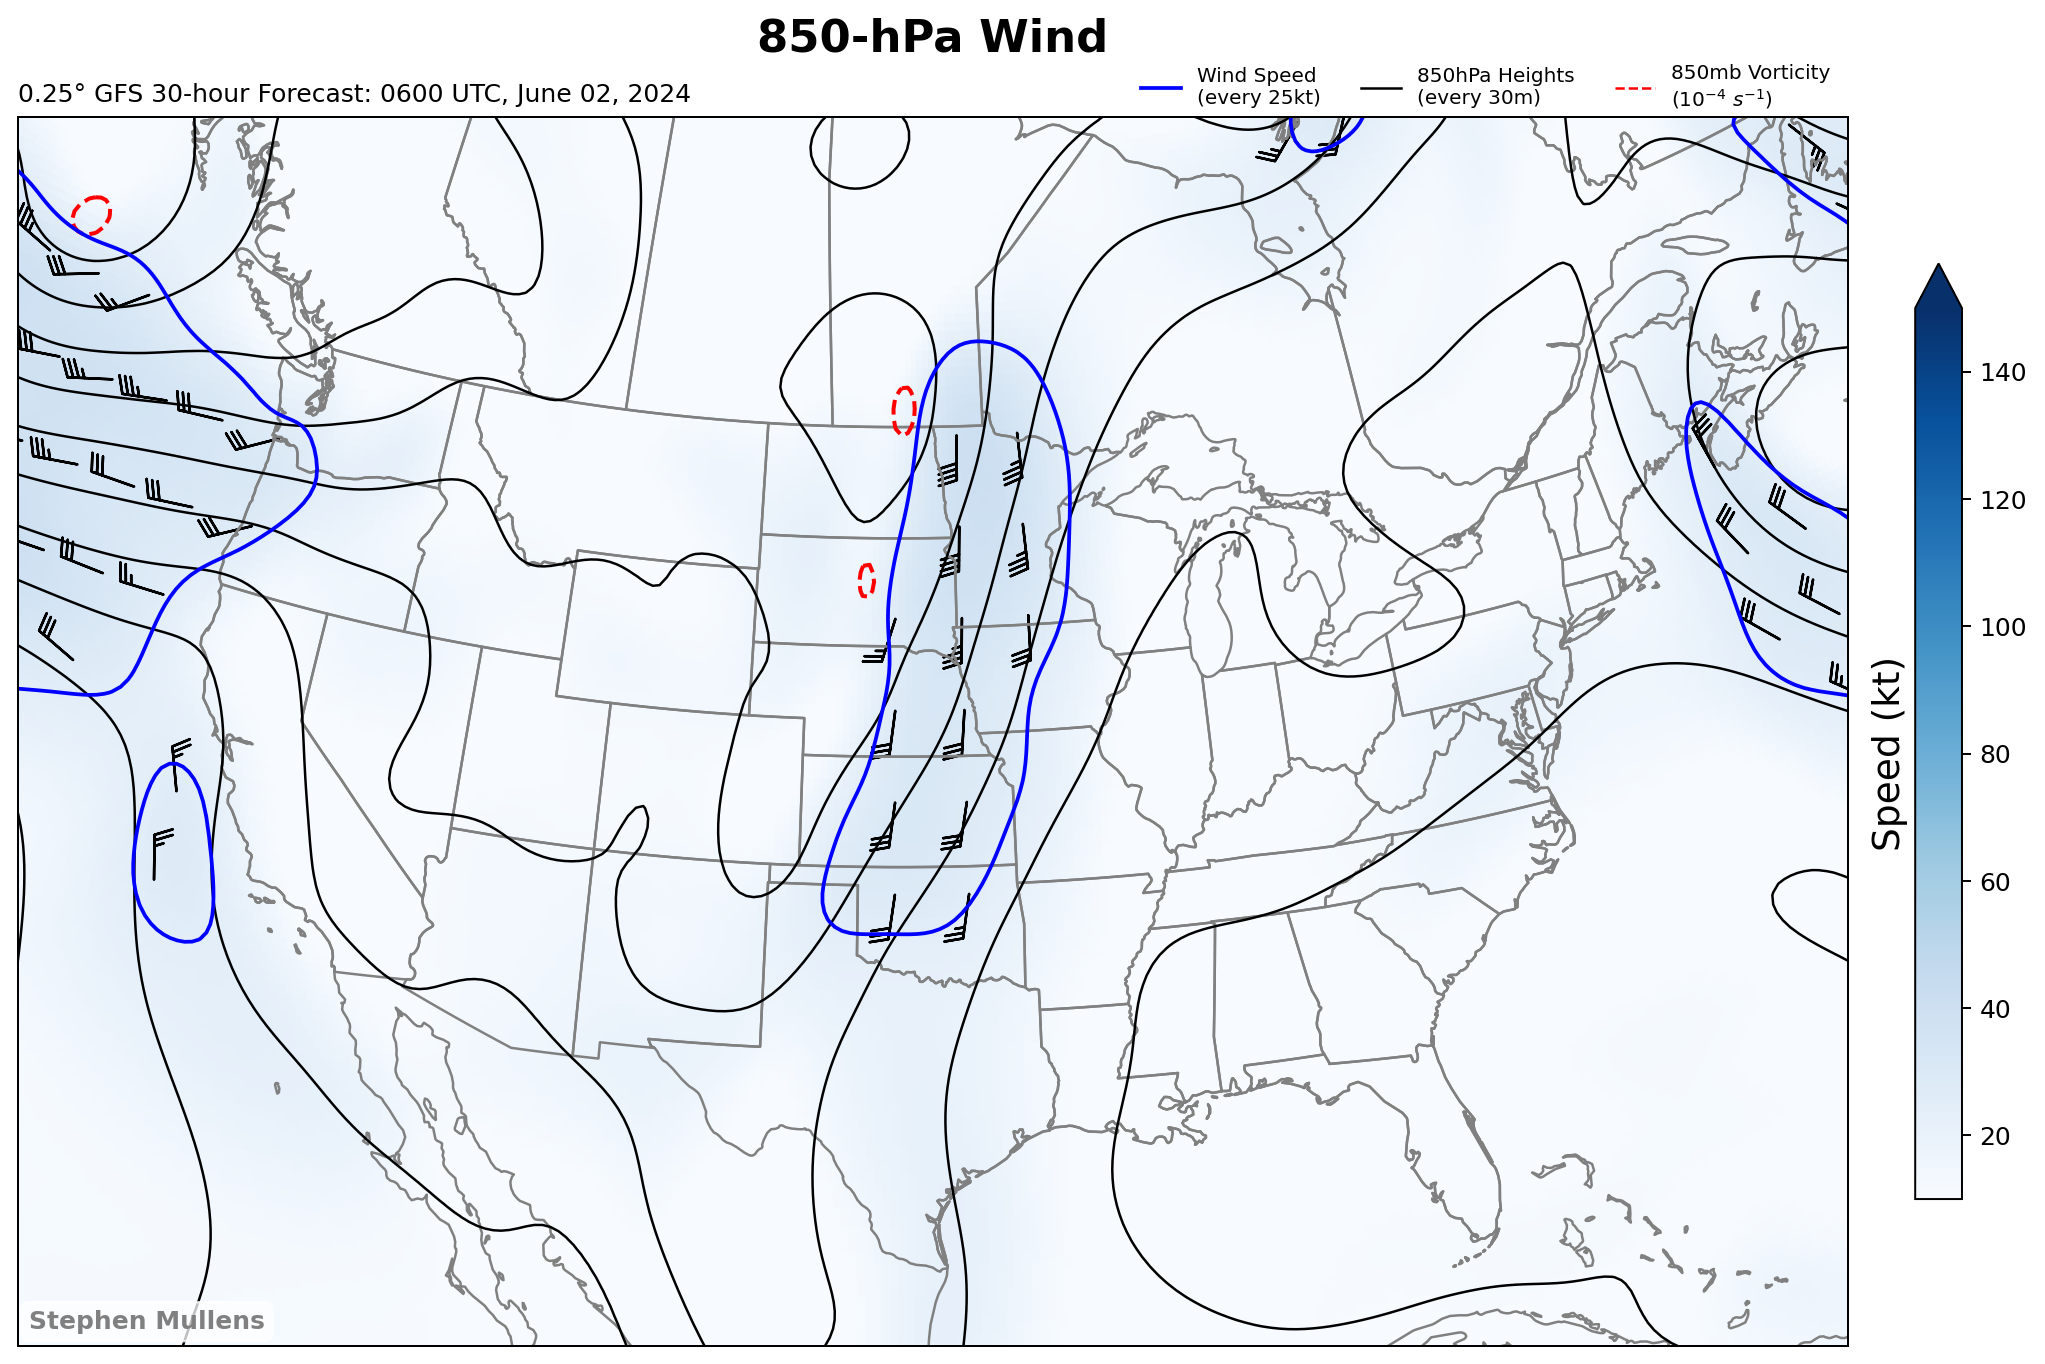 850-hPa Wind
0.25° GFS 30-hour Forecast: 0600 UTC, June 02, 2024
Wind Speed
(every 25kt)
850hPa Heights
(every 30m)
850mb Vorticity
(10⁻⁴ s⁻¹)
140
120
100
80
60
40
20
Speed (kt)
Stephen Mullens